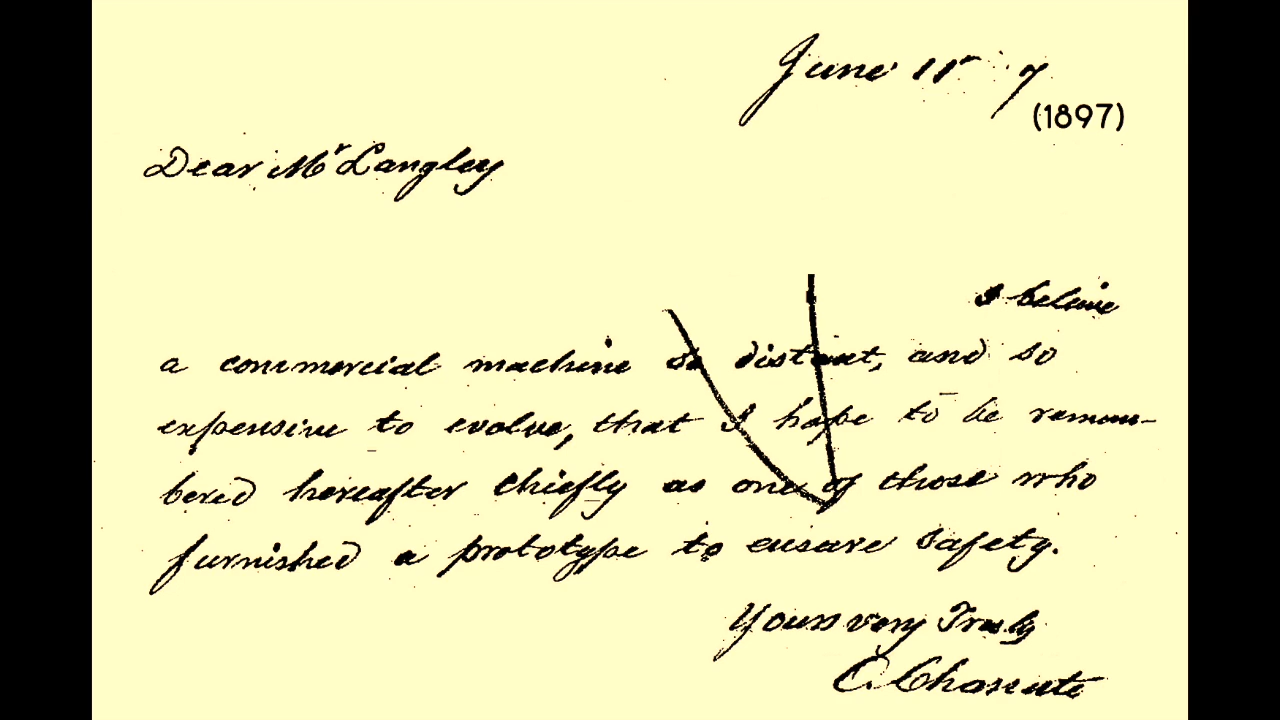 June 11 7
(1897)
Dear Mr Langley
I believe
a commercial machine so distant, and so
expensive to evolve, that I hope to be remem-
bered hereafter chiefly as one of those who
furnished a prototype to ensure safety.
Yours very Truly
O. Chanute